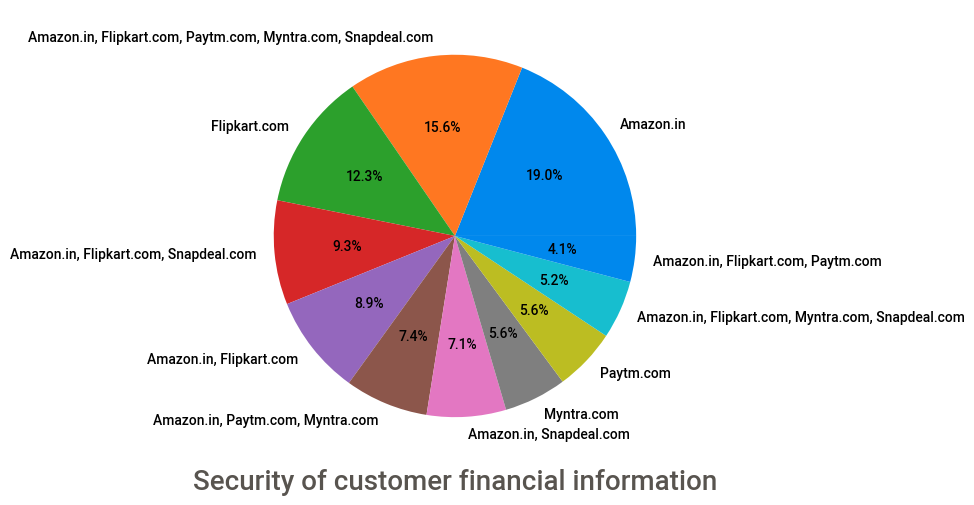 Amazon.in, Flipkart.com, Paytm.com, Myntra.com, Snapdeal.com
Amazon.in
Flipkart.com
15.6%
19.0%
12.3%
Amazon.in, Flipkart.com, Snapdeal.com
9.3%
4.1%
Amazon.in, Flipkart.com, Paytm.com
5.2%
8.9%
5.6%
Amazon.in, Flipkart.com, Myntra.com, Snapdeal.com
7.4%
7.1%
5.6%
Amazon.in, Flipkart.com
Paytm.com
Amazon.in, Paytm.com, Myntra.com
Myntra.com
Amazon.in, Snapdeal.com
Security of customer financial information